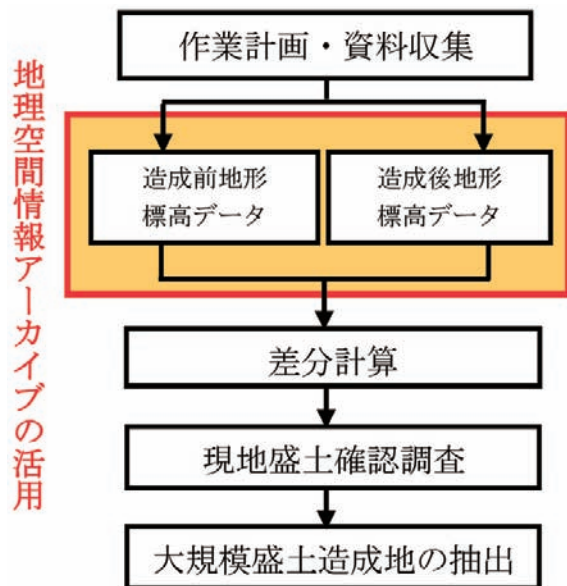 作業計画・資料収集
地理空間情報アーカイブの活用
造成前地形
標高データ
造成後地形
標高データ
差分計算
現地盛土確認調査
大規模盛土造成地の抽出